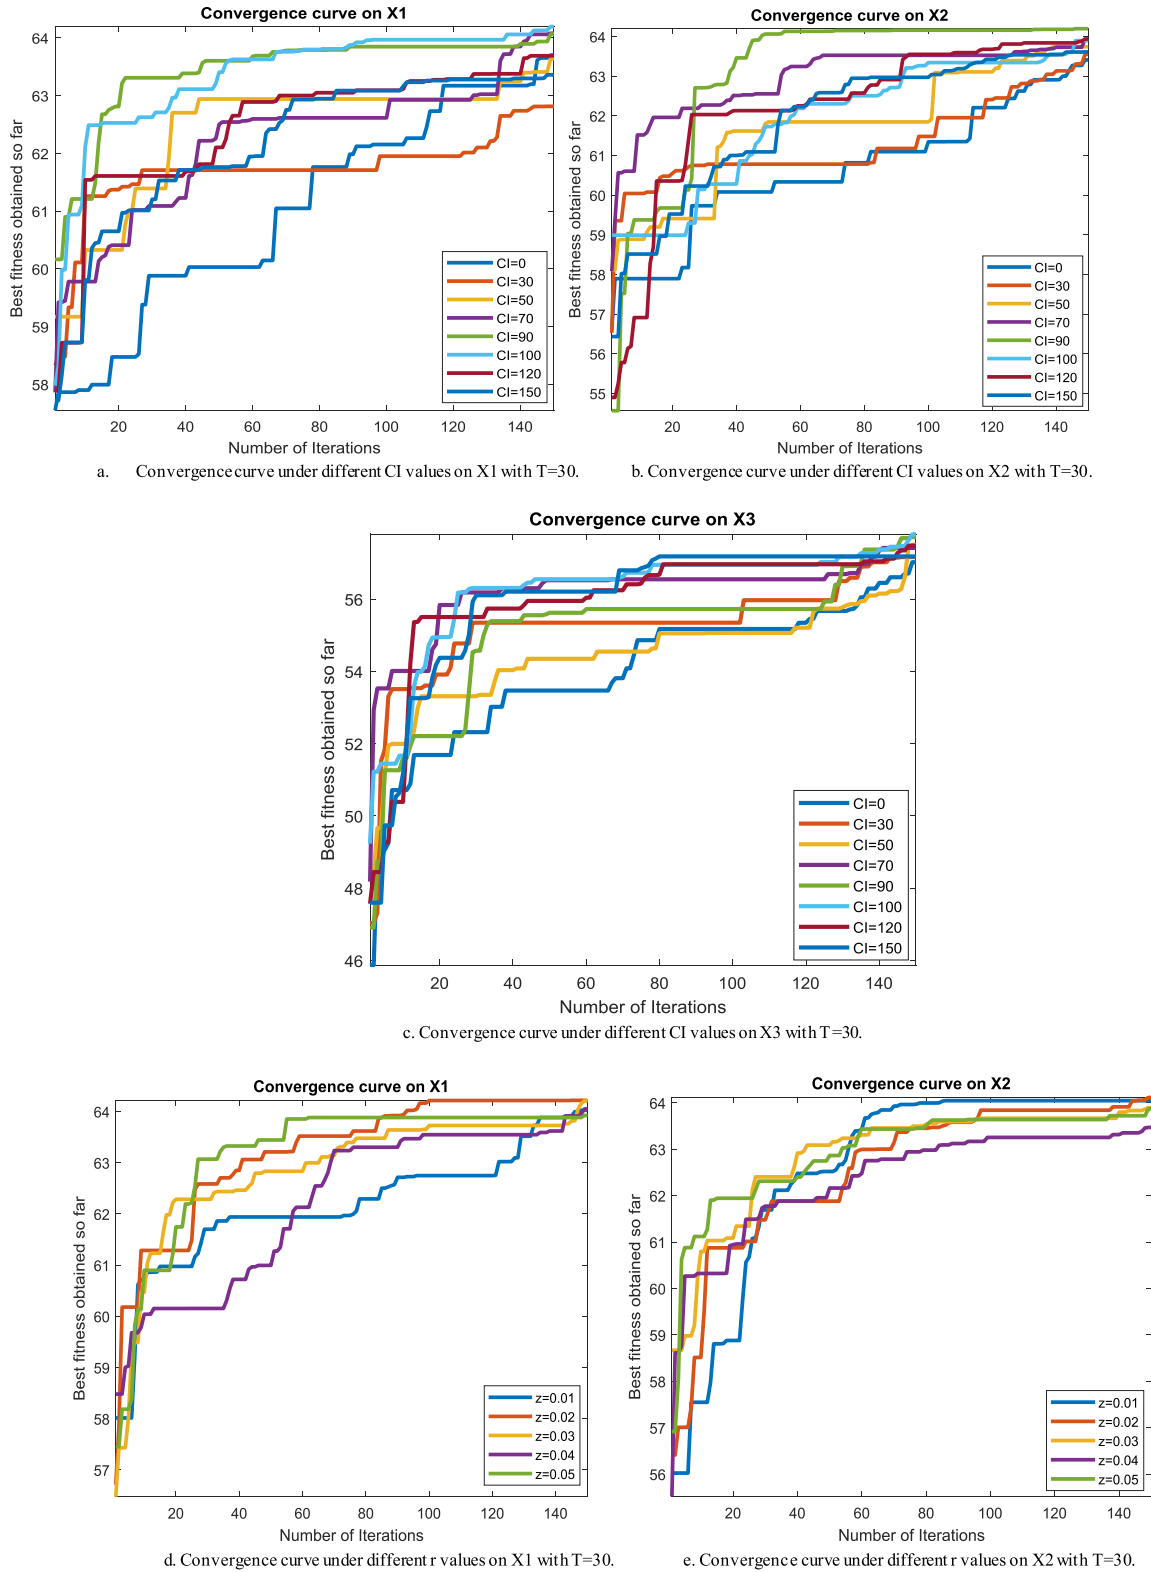 Convergence curve on X1
Best fitness obtained so far
64
63
62
61
60
59
58
20 40 60 80 100 120 140
Number of Iterations
CI=0
CI=30
CI=50
CI=70
CI=90
CI=100
CI=120
CI=150
a. Convergence curve under different CI values on X1 with T=30.
Convergence curve on X2
Best fitness obtained so far
64
63
62
61
60
59
58
57
56
55
20 40 60 80 100 120 140
Number of Iterations
CI=0
CI=30
CI=50
CI=70
CI=90
CI=100
CI=120
CI=150
b. Convergence curve under different CI values on X2 with T=30.
Convergence curve on X3
Best fitness obtained so far
56
54
52
50
48
46
20 40 60 80 100 120 140
Number of Iterations
CI=0
CI=30
CI=50
CI=70
CI=90
CI=100
CI=120
CI=150
c. Convergence curve under different CI values on X3 with T=30.
Convergence curve on X1
Best fitness obtained so far
64
63
62
61
60
59
58
57
20 40 60 80 100 120 140
Number of Iterations
z=0.01
z=0.02
z=0.03
z=0.04
z=0.05
d. Convergence curve under different r values on X1 with T=30.
Convergence curve on X2
Best fitness obtained so far
64
63
62
61
60
59
58
57
56
20 40 60 80 100 120 140
Number of Iterations
z=0.01
z=0.02
z=0.03
z=0.04
z=0.05
e. Convergence curve under different r values on X2 with T=30.